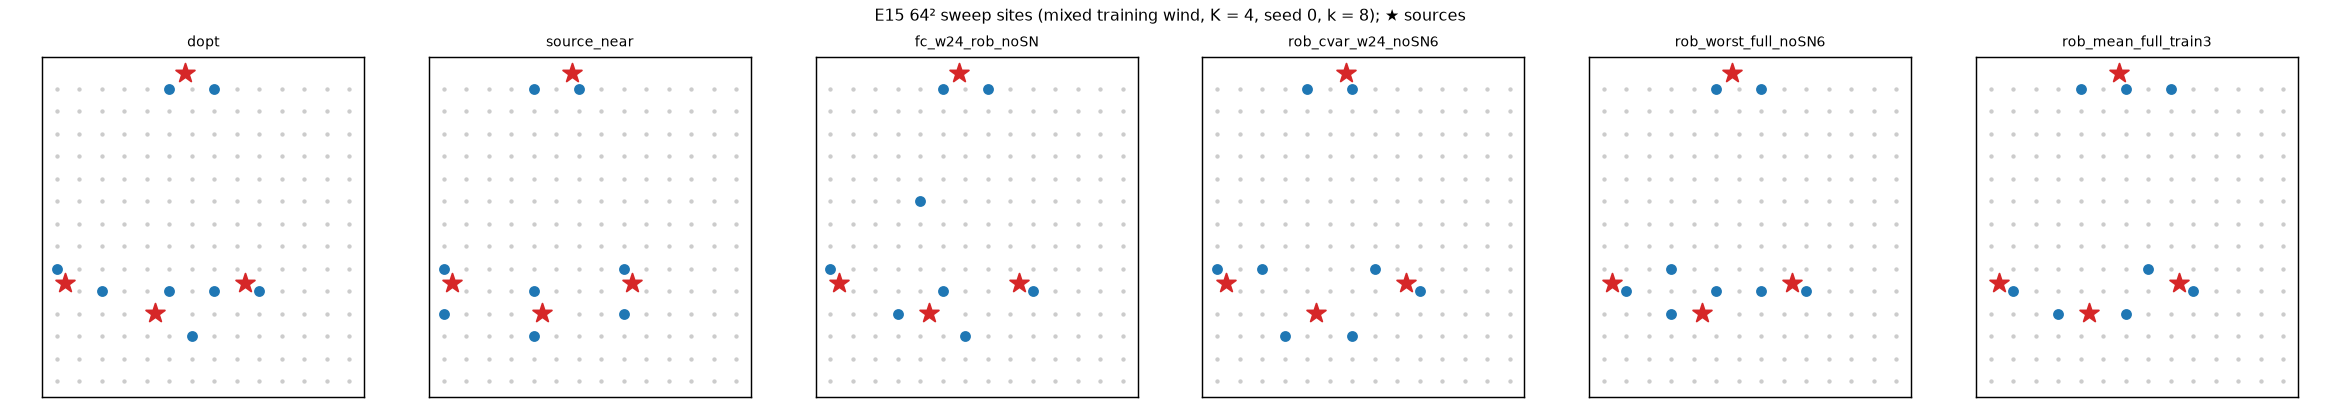 E15 64² sweep sites (mixed training wind, K = 4, seed 0, k = 8); ★ sources
dopt
source_near
fc_w24_rob_noSN
rob_cvar_w24_noSN6
rob_worst_full_noSN6
rob_mean_full_train3